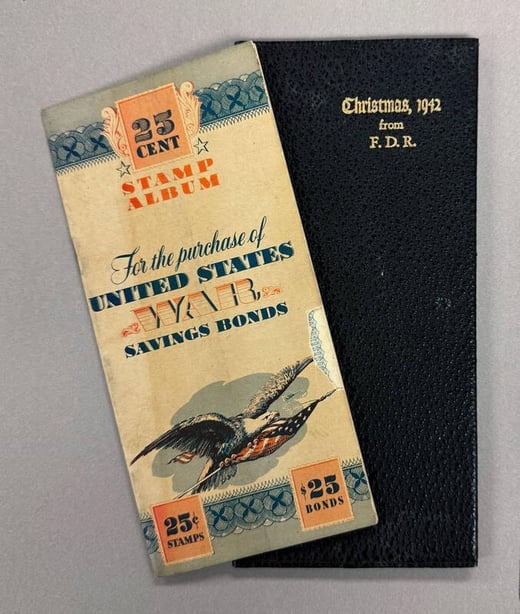 25
CENT
STAMP
ALBUM
For the purchase of
UNITED STATES
WAR
SAVINGS BONDS
25¢
STAMPS
$25
BONDS
Christmas, 1942
from
F. D. R.